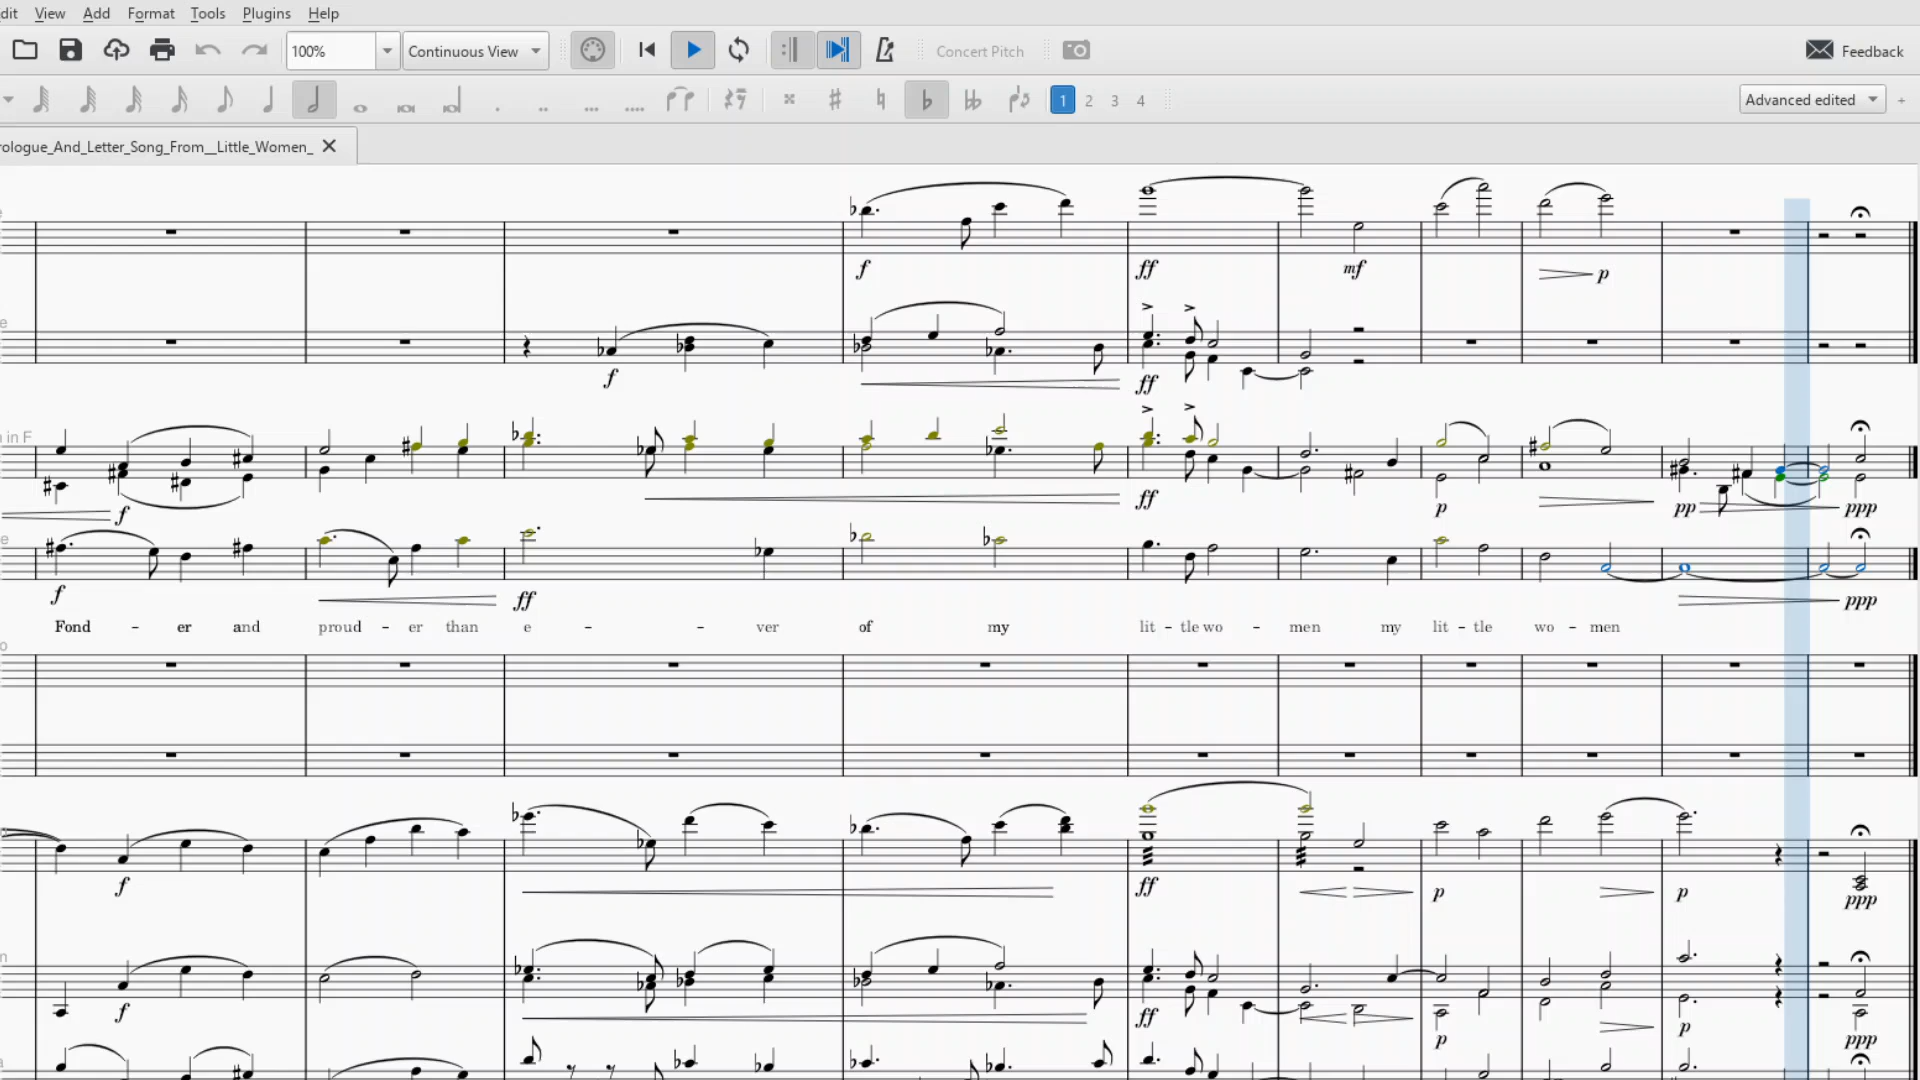 dit View Add Format Tools Plugins Help
100% Continuous View Concert Pitch Feedback
1 2 3 4 Advanced edited +
rologue_And_Letter_Song_From__Little_Women_
f ff mf p
f ff
n in F
f ff p pp ppp
f ff ppp
Fond - er and proud - er than e - - ver of my lit - tle wo - men my lit - tle wo - men
f ff p p ppp
f ff p p ppp